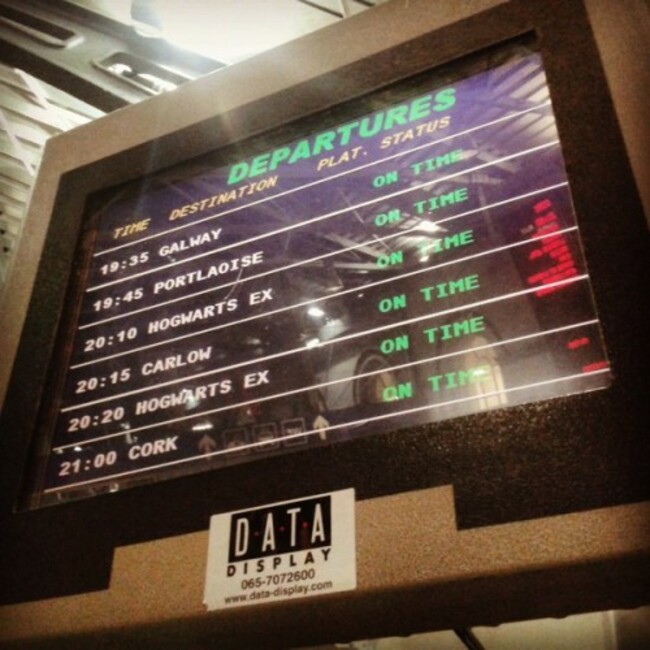 DEPARTURES
TIME DESTINATION PLAT. STATUS
19:35 GALWAY ON TIME
19:45 PORTLAOISE ON TIME
20:10 HOGWARTS EX ON TIME
20:15 CARLOW ON TIME
20:20 HOGWARTS EX ON TIME
21:00 CORK ON TIME
DATA
DISPLAY
065-7072600
www.data-display.com